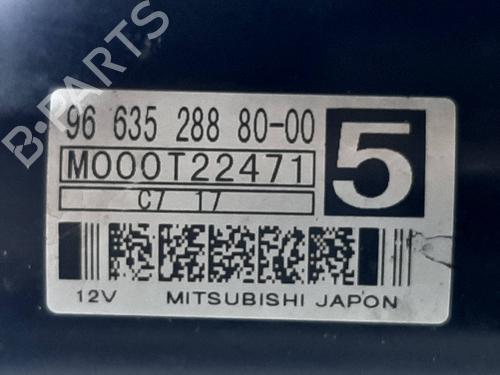 B-PARTS
96 635 288 80-00
M000T22471
5
C7 17
12V MITSUBISHI JAPON